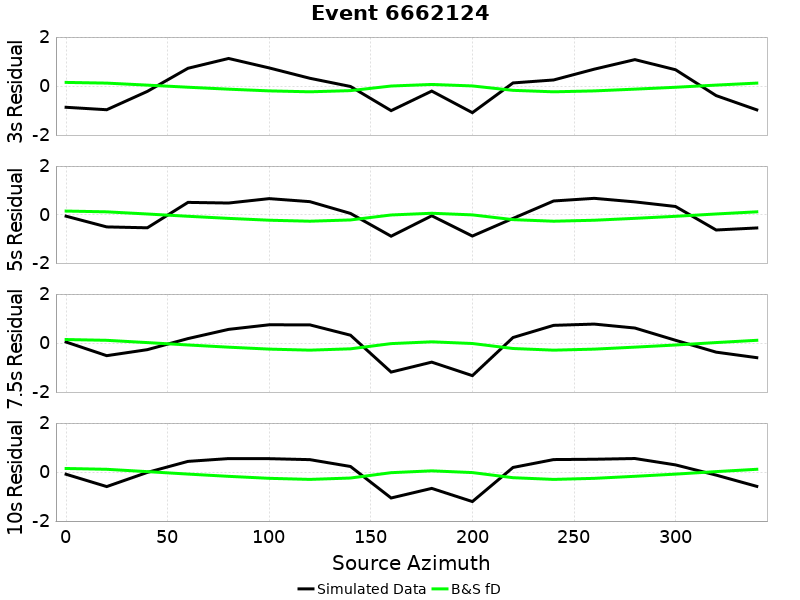 Event 6662124
3s Residual
2
0
-2
5s Residual
2
0
-2
7.5s Residual
2
0
-2
10s Residual
2
0
-2
0 50 100 150 200 250 300
Source Azimuth
Simulated Data B&S fD